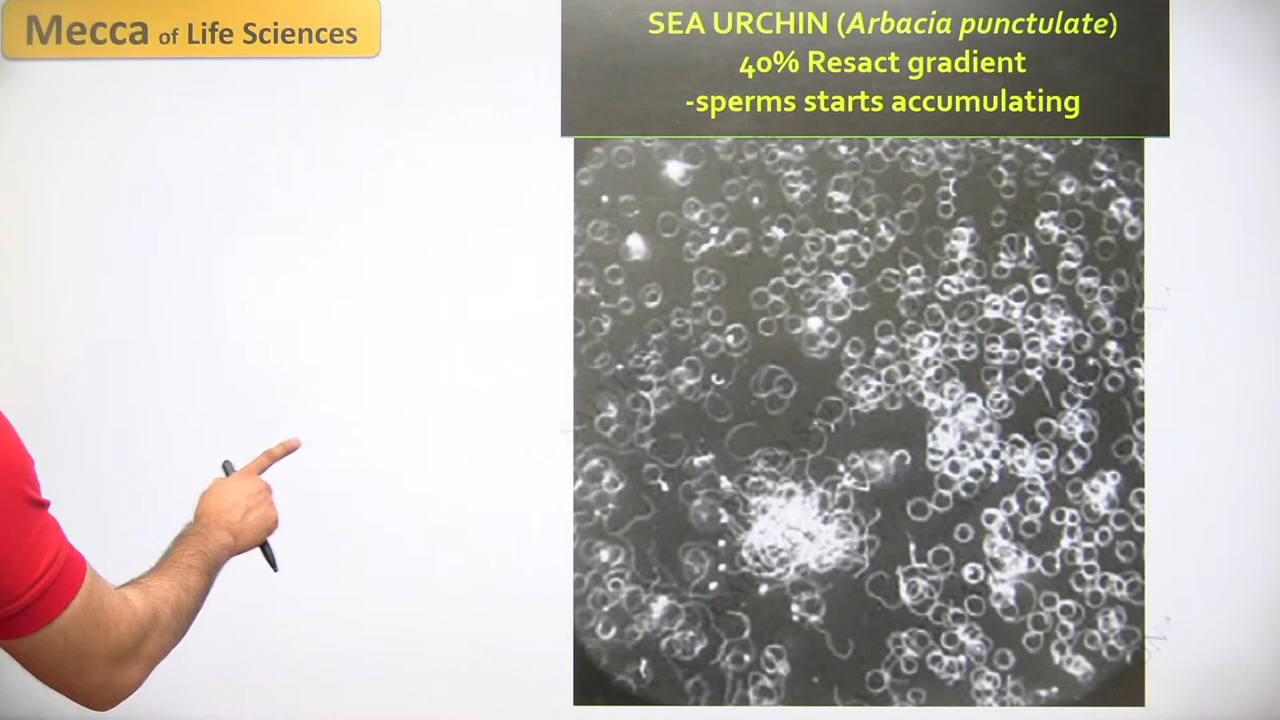 Mecca of Life Sciences
SEA URCHIN (Arbacia punctulate)
40% Resact gradient
-sperms starts accumulating